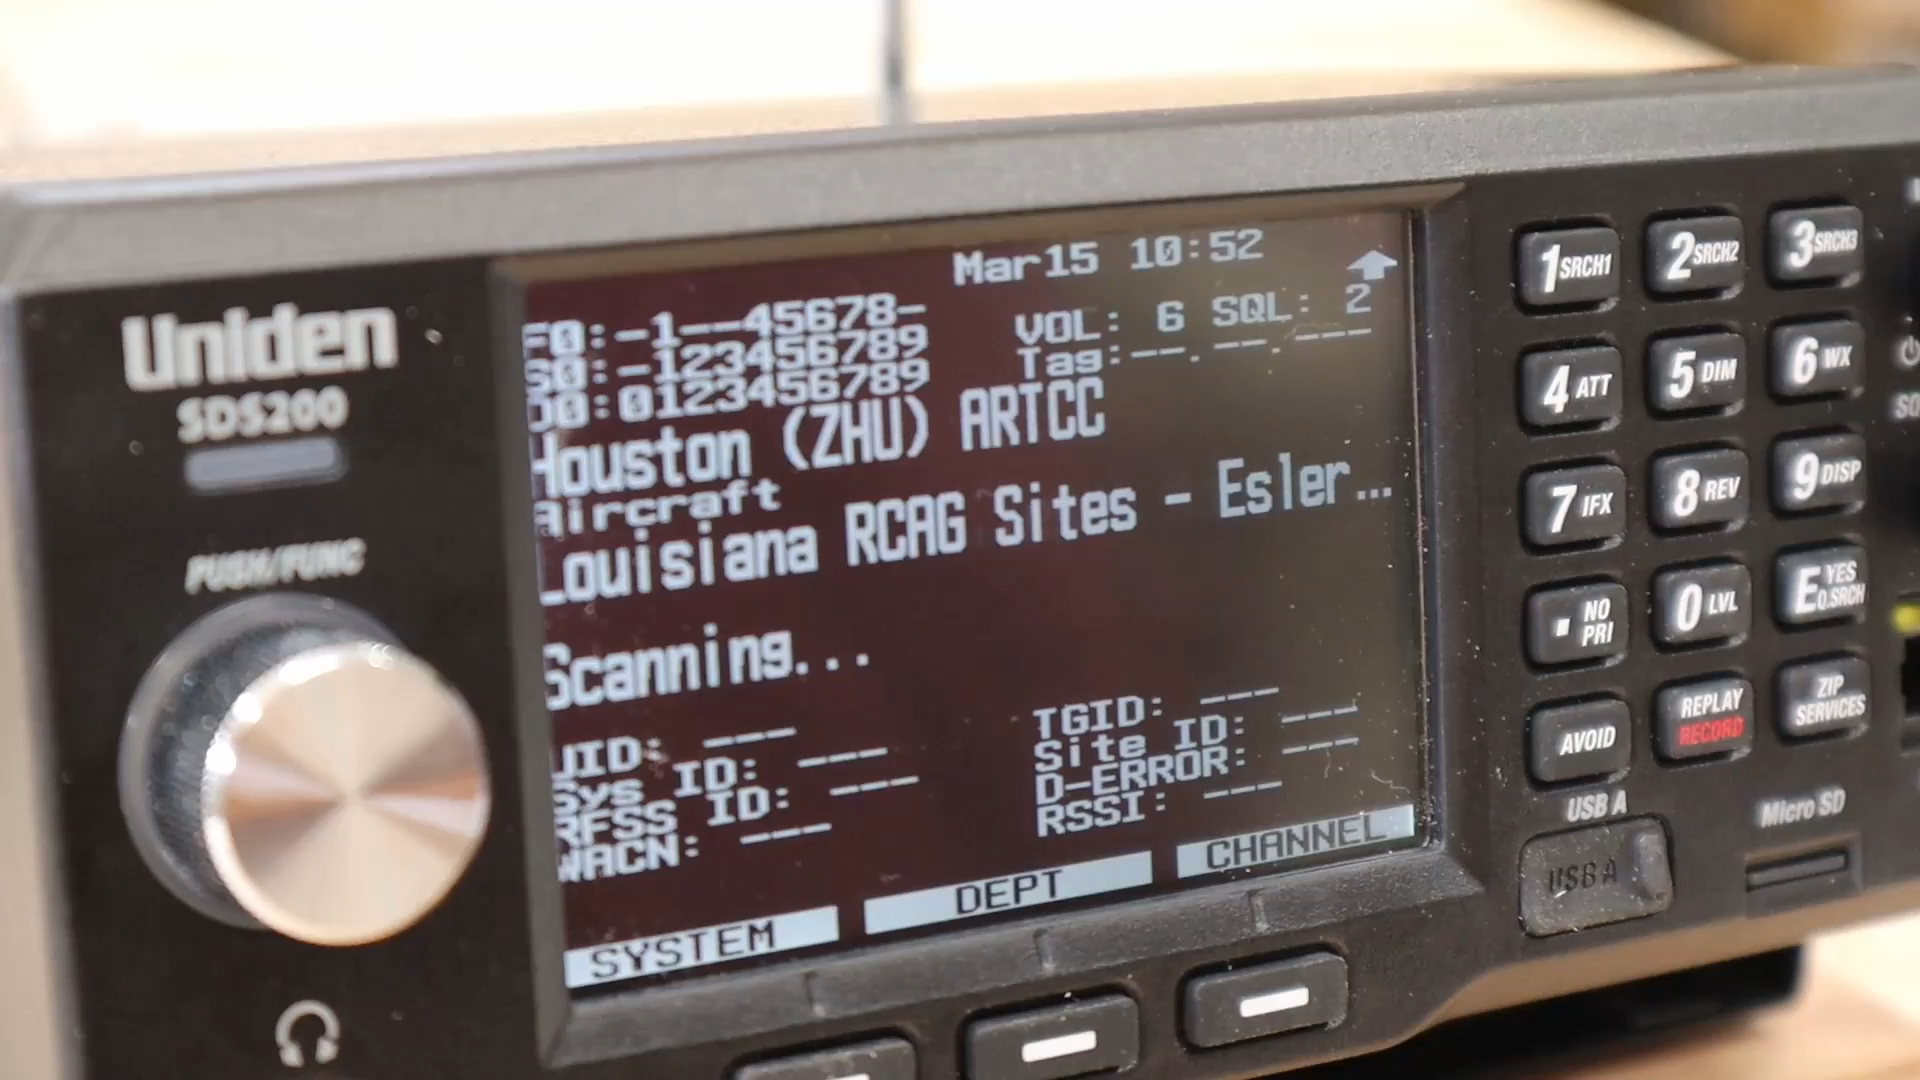 Uniden
SDS200
PUSH/FUNC
Mar15 10:52
F0:-1--45678-
VOL: 6 SQL: 2
S0:-123456789
Tag:--.--.---
D0:0123456789
Houston (ZHU) ARTCC
Aircraft
Louisiana RCAG Sites - Esler...
Scanning...
UID: ---
TGID: ---
Sys ID: ---
Site ID: ---
RFSS ID: ---
D-ERROR: ---
WACN: ---
RSSI: ---
SYSTEM
DEPT
CHANNEL
1 SRCH1
2 SRCH2
3 SRCH3
4 ATT
5 DIM
6 WX
7 IFX
8 REV
9 DISP
. NO PRI
0 LVL
E YES Q.SRCH
AVOID
REPLAY RECORD
ZIP SERVICES
USB A
Micro SD
USB A